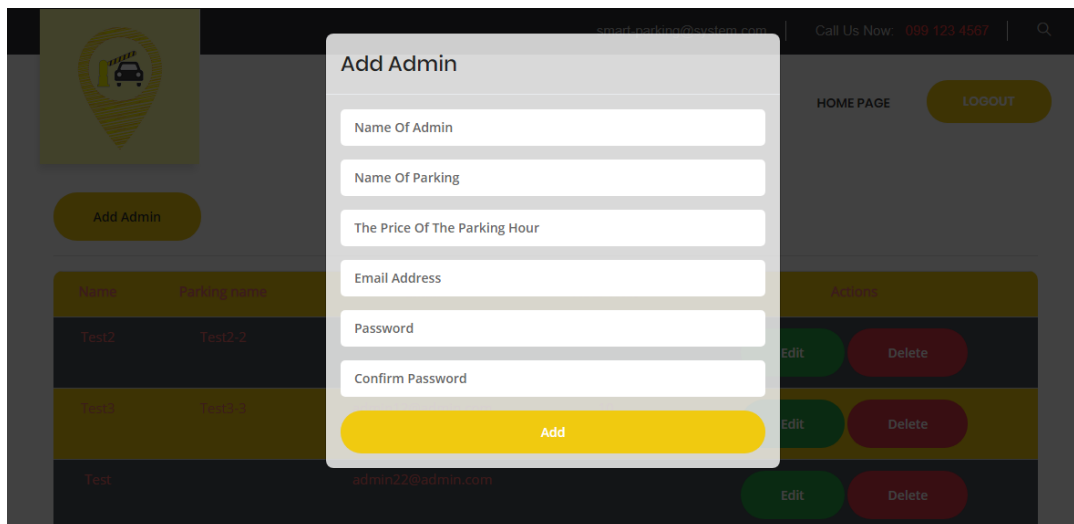 smart-parking@system.com
Call Us Now: 099 123 4567
HOME PAGE
LOGOUT
Add Admin
Add Admin
Name Of Admin
Name Of Parking
The Price Of The Parking Hour
Email Address
Password
Confirm Password
Add
Name Parking name Actions
Test2 Test2-2 Edit Delete
Test3 Test3-3 Edit Delete
Test admin22@admin.com Edit Delete